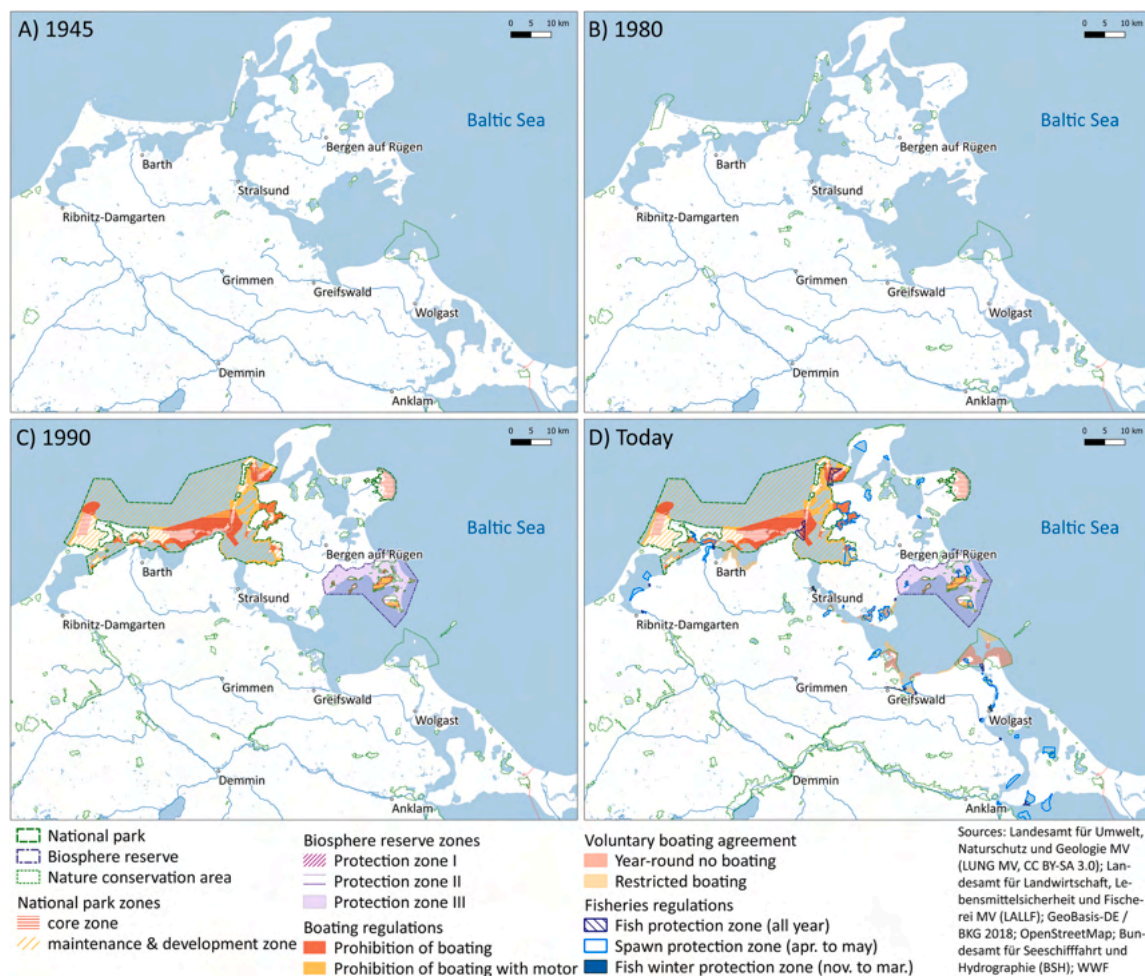 A) 1945
0 5 10 km
Baltic Sea
Bergen auf Rügen
Barth
Stralsund
Ribnitz-Damgarten
Grimmen
Greifswald
Wolgast
Demmin
Anklam
B) 1980
0 5 10 km
Baltic Sea
Bergen auf Rügen
Barth
Stralsund
Ribnitz-Damgarten
Grimmen
Greifswald
Wolgast
Demmin
Anklam
C) 1990
0 5 10 km
Baltic Sea
Bergen auf Rügen
Barth
Stralsund
Ribnitz-Damgarten
Grimmen
Greifswald
Wolgast
Demmin
Anklam
D) Today
0 5 10 km
Baltic Sea
Bergen auf Rügen
Barth
Stralsund
Ribnitz-Damgarten
Grimmen
Greifswald
Wolgast
Demmin
Anklam
National park
Biosphere reserve
Nature conservation area
National park zones
core zone
maintenance & development zone
Biosphere reserve zones
Protection zone I
Protection zone II
Protection zone III
Boating regulations
Prohibition of boating
Prohibition of boating with motor
Voluntary boating agreement
Year-round no boating
Restricted boating
Fisheries regulations
Fish protection zone (all year)
Spawn protection zone (apr. to may)
Fish winter protection zone (nov. to mar.)
Sources: Landesamt für Umwelt,
Naturschutz und Geologie MV
(LUNG MV, CC BY-SA 3.0); Lan-
desamt für Landwirtschaft, Le-
bensmittelsicherheit und Fische-
rei MV (LALLF); GeoBasis-DE /
BKG 2018; OpenStreetMap; Bun-
desamt für Seeschifffahrt und
Hydrographie (BSH); WWF